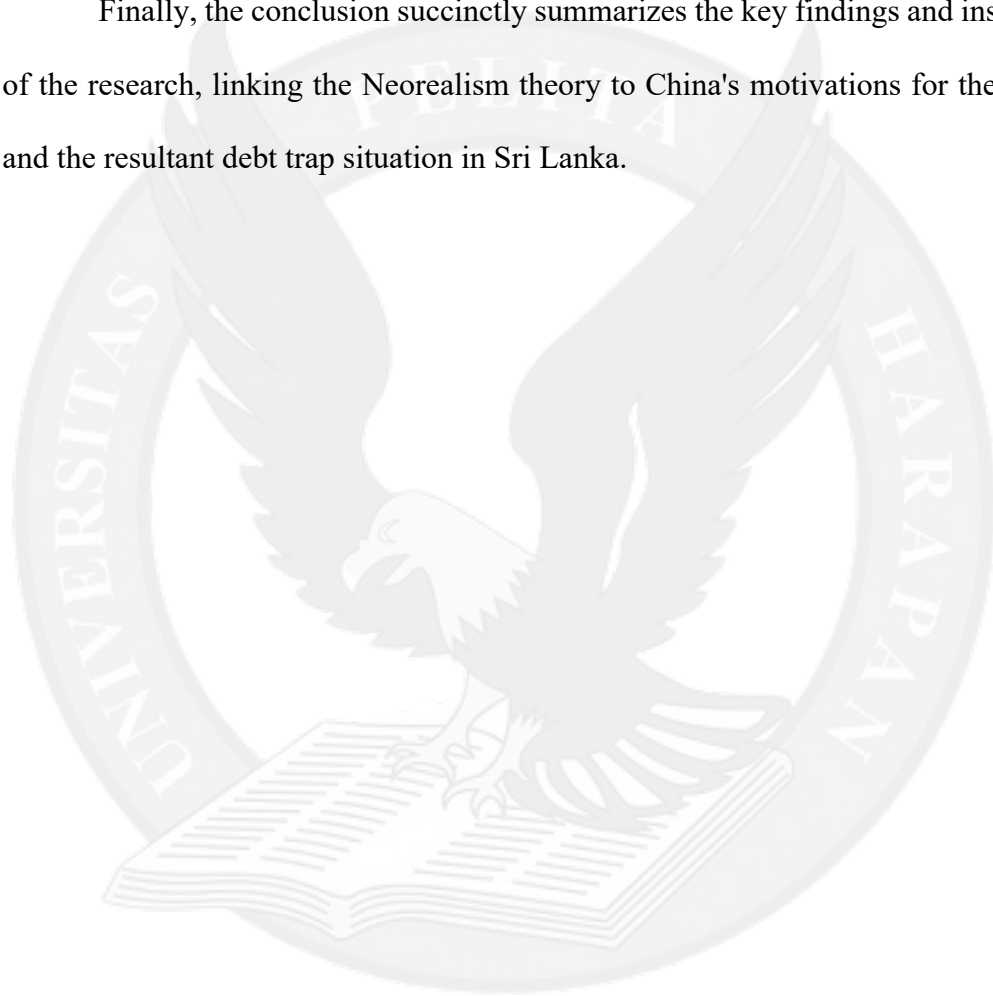 Finally, the conclusion succinctly summarizes the key findings and
of the research, linking the Neorealism theory to China's motivations for the
and the resultant debt trap situation in Sri Lanka.
UNIVERSITAS PELITA HARAPAN